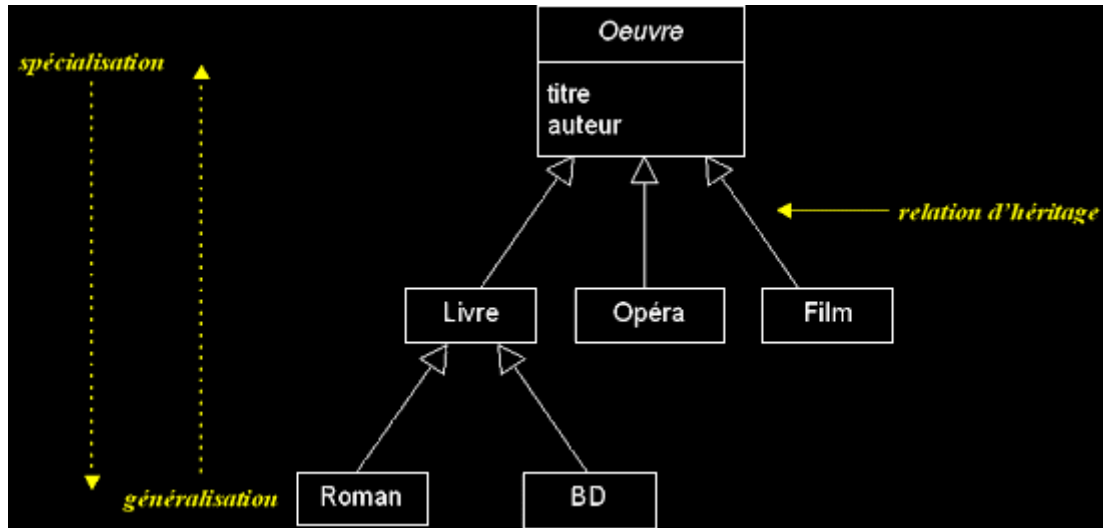 Oeuvre
spécialisation
titre
auteur
relation d'héritage
Livre
Opéra
Film
généralisation
Roman
BD